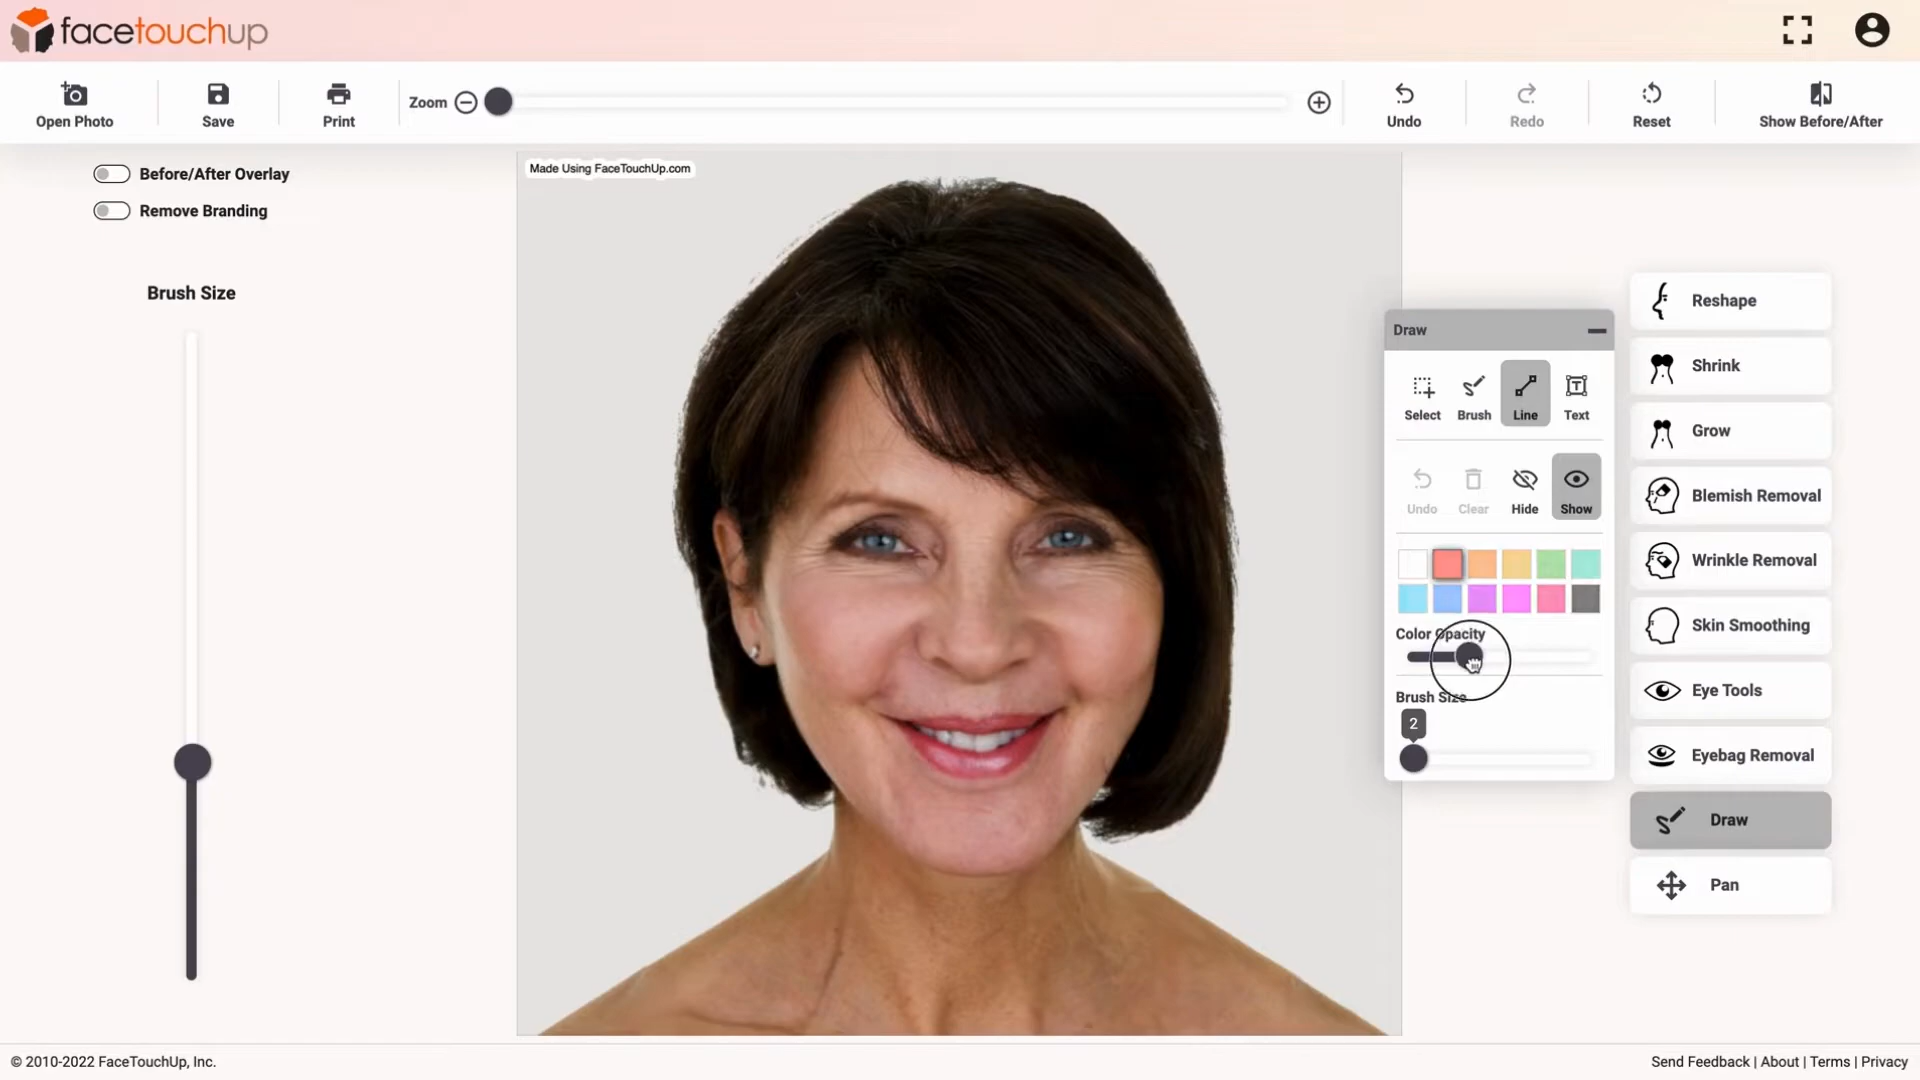 facetouchup
Open Photo
Save
Print
Zoom
Undo
Redo
Reset
Show Before/After
Before/After Overlay
Remove Branding
Made Using FaceTouchUp.com
Brush Size
Draw
Select
Brush
Line
Text
Undo
Clear
Hide
Show
Color Opacity
Brush Size
2
Reshape
Shrink
Grow
Blemish Removal
Wrinkle Removal
Skin Smoothing
Eye Tools
Eyebag Removal
Draw
Pan
© 2010-2022 FaceTouchUp, Inc.
Send Feedback | About | Terms | Privacy